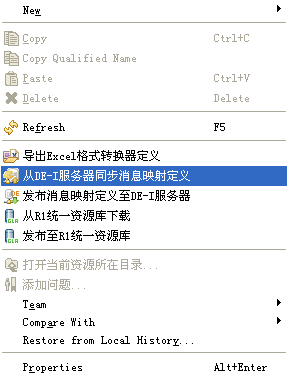 New
Copy Ctrl+C
Copy Qualified Name
Paste Ctrl+V
Delete Delete
Refresh F5
导出Excel格式转换器定义
从DE-I服务器同步消息映射定义
发布消息映射定义至DE-I服务器
从R1统一资源库下载
发布至R1统一资源库
打开当前资源所在目录...
添加问题...
Team
Compare With
Restore from Local History...
Properties Alt+Enter